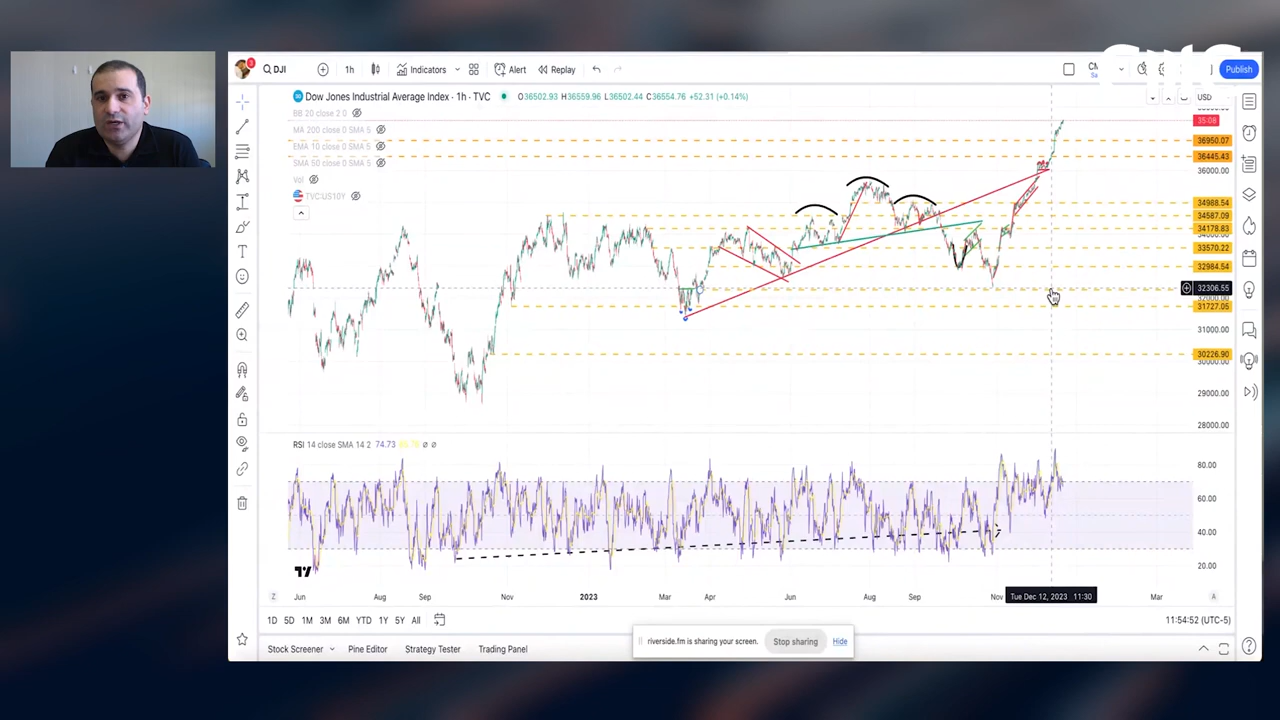 DJI
1h
Indicators
Alert
Replay
Publish
Dow Jones Industrial Average Index · 1h · TVC
O36502.93 H36559.96 L36502.44 C36554.76 +52.31 (+0.14%)
USD
BB 20 close 2 0
MA 200 close 0 SMA 5
EMA 10 close 0 SMA 5
SMA 50 close 0 SMA 5
Vol
TVC:US10Y
35:08
36950.07
36445.43
36000.00
34988.54
34587.09
34178.83
33570.22
32984.54
32306.55
31727.05
31000.00
30226.90
30000.00
29000.00
28000.00
RSI 14 close SMA 14 2 74.73
80.00
60.00
40.00
20.00
Jun
Aug
Sep
Nov
2023
Mar
Apr
Jun
Aug
Sep
Nov
Tue Dec 12, 2023 11:30
Mar
Z
A
1D 5D 1M 3M 6M YTD 1Y 5Y All
11:54:52 (UTC-5)
riverside.fm is sharing your screen.
Stop sharing
Hide
Stock Screener
Pine Editor
Strategy Tester
Trading Panel